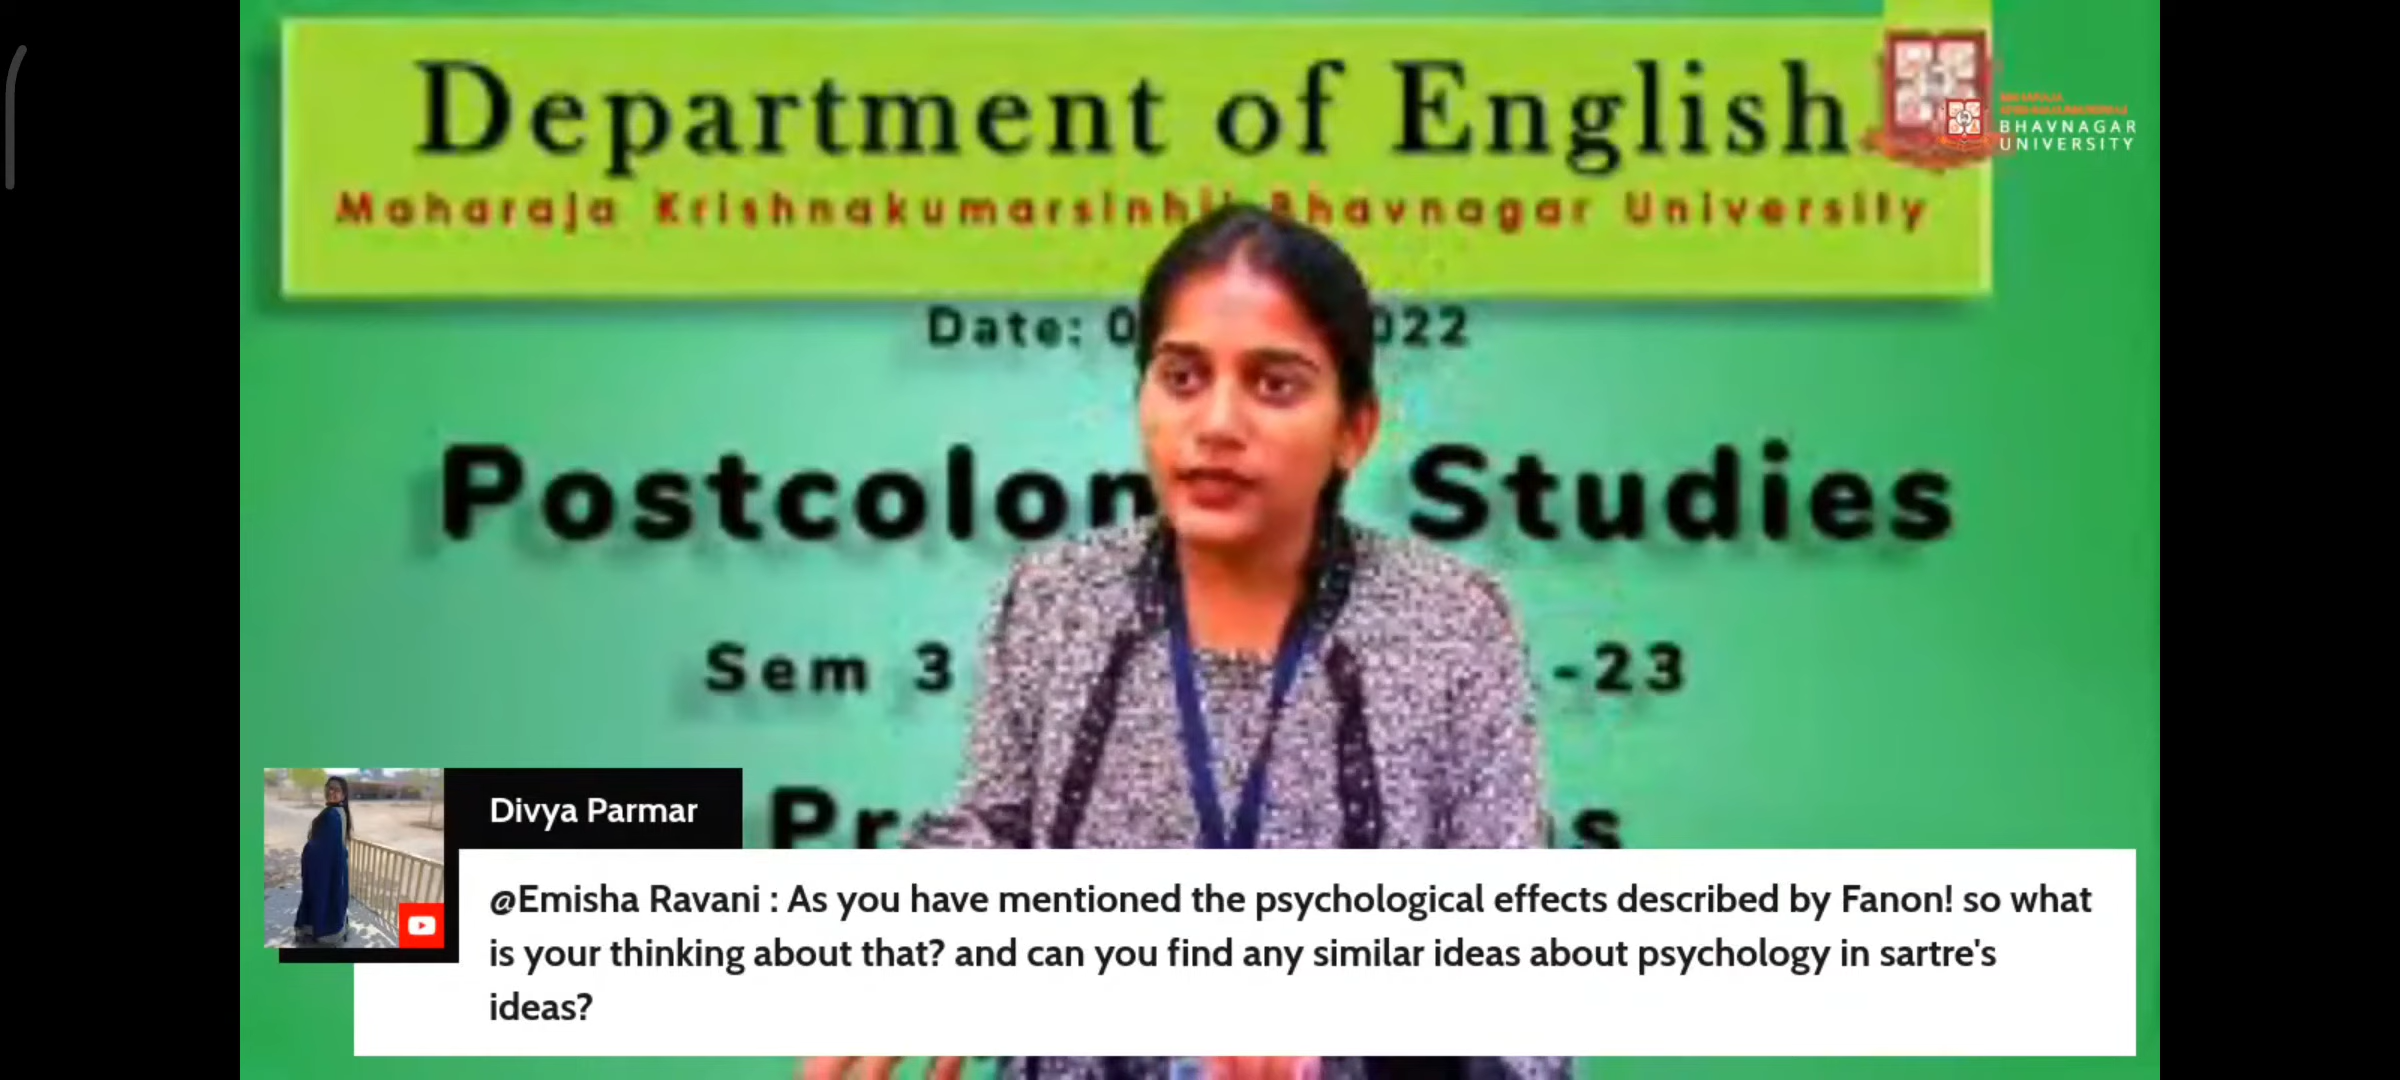 Department of English
BHAVNAGAR
UNIVERSITY
Maharaja Krishnakumarsinhji Bhavnagar University
Date: 0 022
Postcolon Studies
Sem 3 -23
Divya Parmar
Pr s
@Emisha Ravani : As you have mentioned the psychological effects described by Fanon! so what
is your thinking about that? and can you find any similar ideas about psychology in sartre's
ideas?